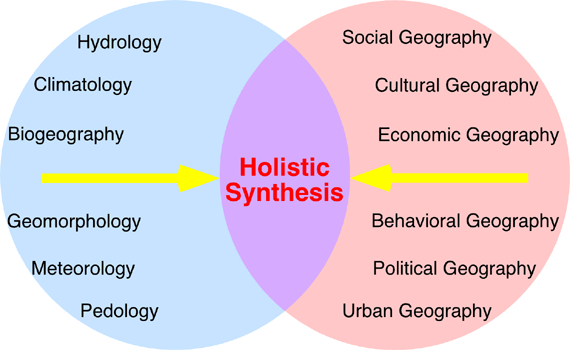 Hydrology
Climatology
Biogeography
Geomorphology
Meteorology
Pedology
Holistic
Synthesis
Social Geography
Cultural Geography
Economic Geography
Behavioral Geography
Political Geography
Urban Geography